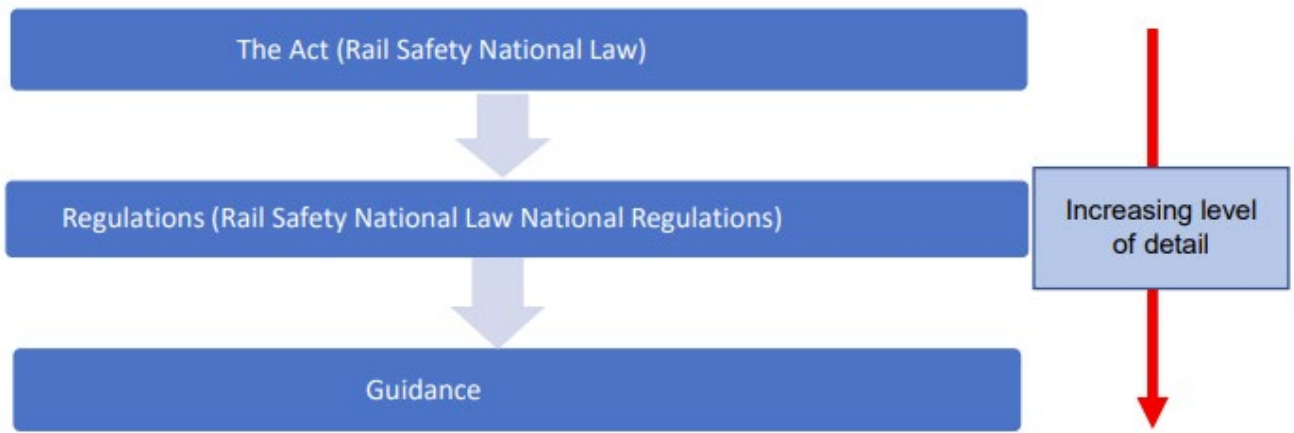 The Act (Rail Safety National Law)
Regulations (Rail Safety National Law National Regulations)
Increasing level
of detail
Guidance